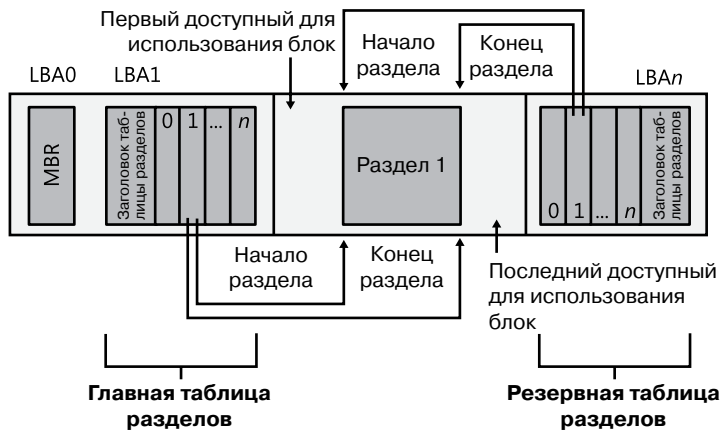 Первый доступный для
использования блок
Начало
раздела
Конец
раздела
LBA0
LBA1
LBAn
MBR
Заголовок таб-
лицы разделов
0 1 ... n
Раздел 1
0 1 ... n
Заголовок таб-
лицы разделов
Начало
раздела
Конец
раздела
Последний доступный
для использования
блок
Главная таблица
разделов
Резервная таблица
разделов